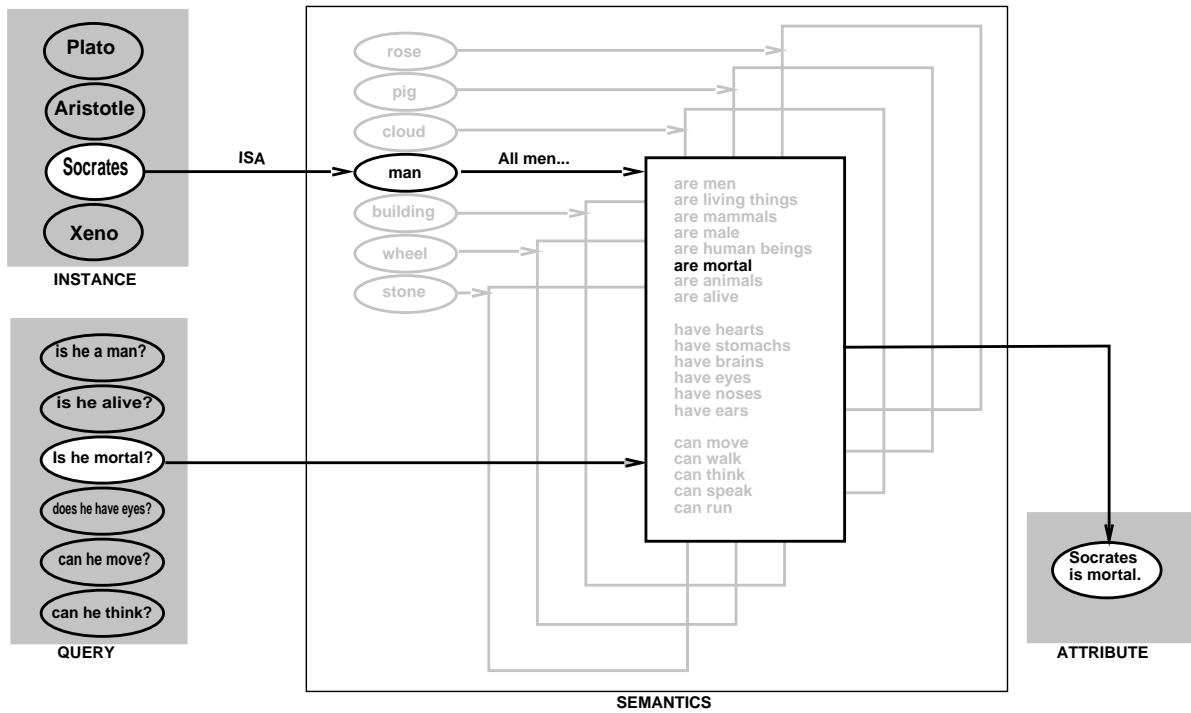 Plato
Aristotle
Socrates
Xeno
INSTANCE
is he a man?
is he alive?
Is he mortal?
does he have eyes?
can he move?
can he think?
QUERY
ISA
rose
pig
cloud
man
building
wheel
stone
All men...
are men
are living things
are mammals
are male
are human beings
are mortal
are animals
are alive
have hearts
have stomachs
have brains
have eyes
have noses
have ears
can move
can walk
can think
can speak
can run
SEMANTICS
Socrates
is mortal.
ATTRIBUTE